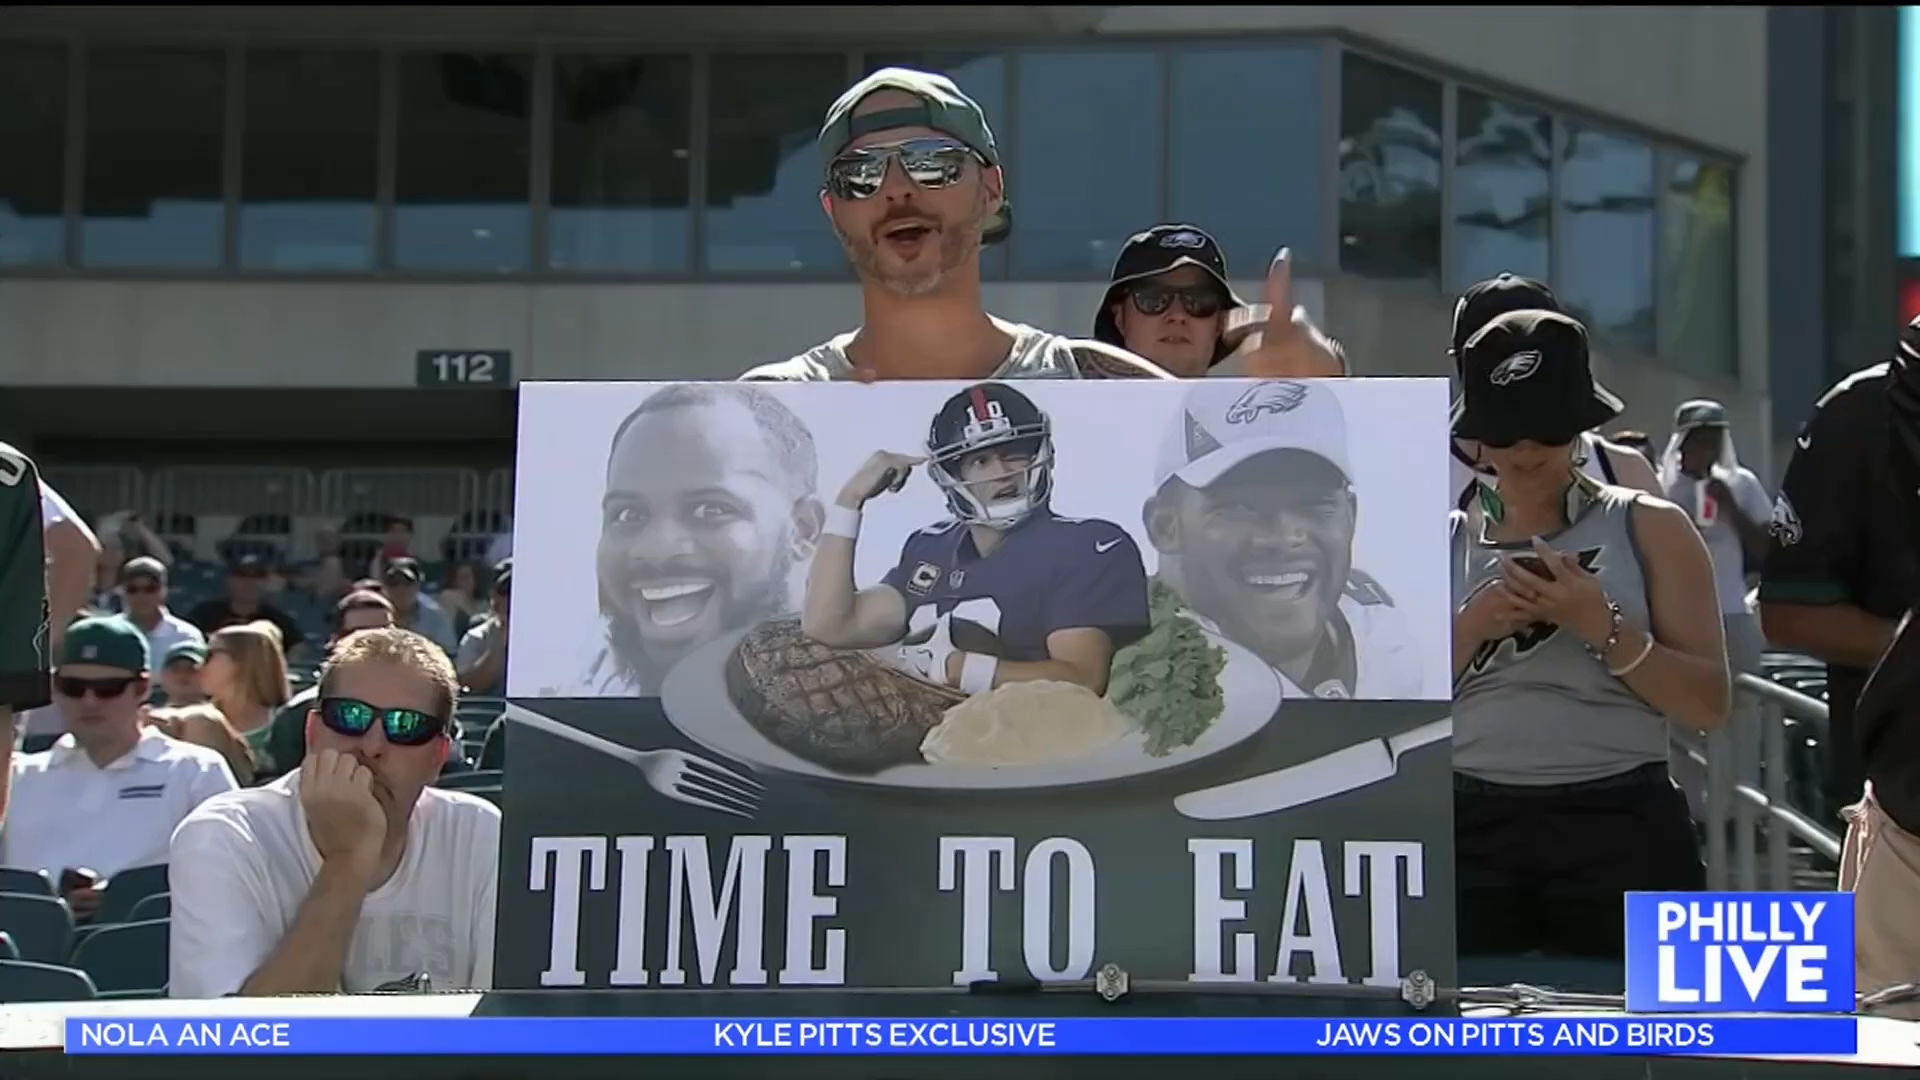 112
10
C
TIME TO EAT
PHILLY
LIVE
NOLA AN ACE
KYLE PITTS EXCLUSIVE
JAWS ON PITTS AND BIRDS